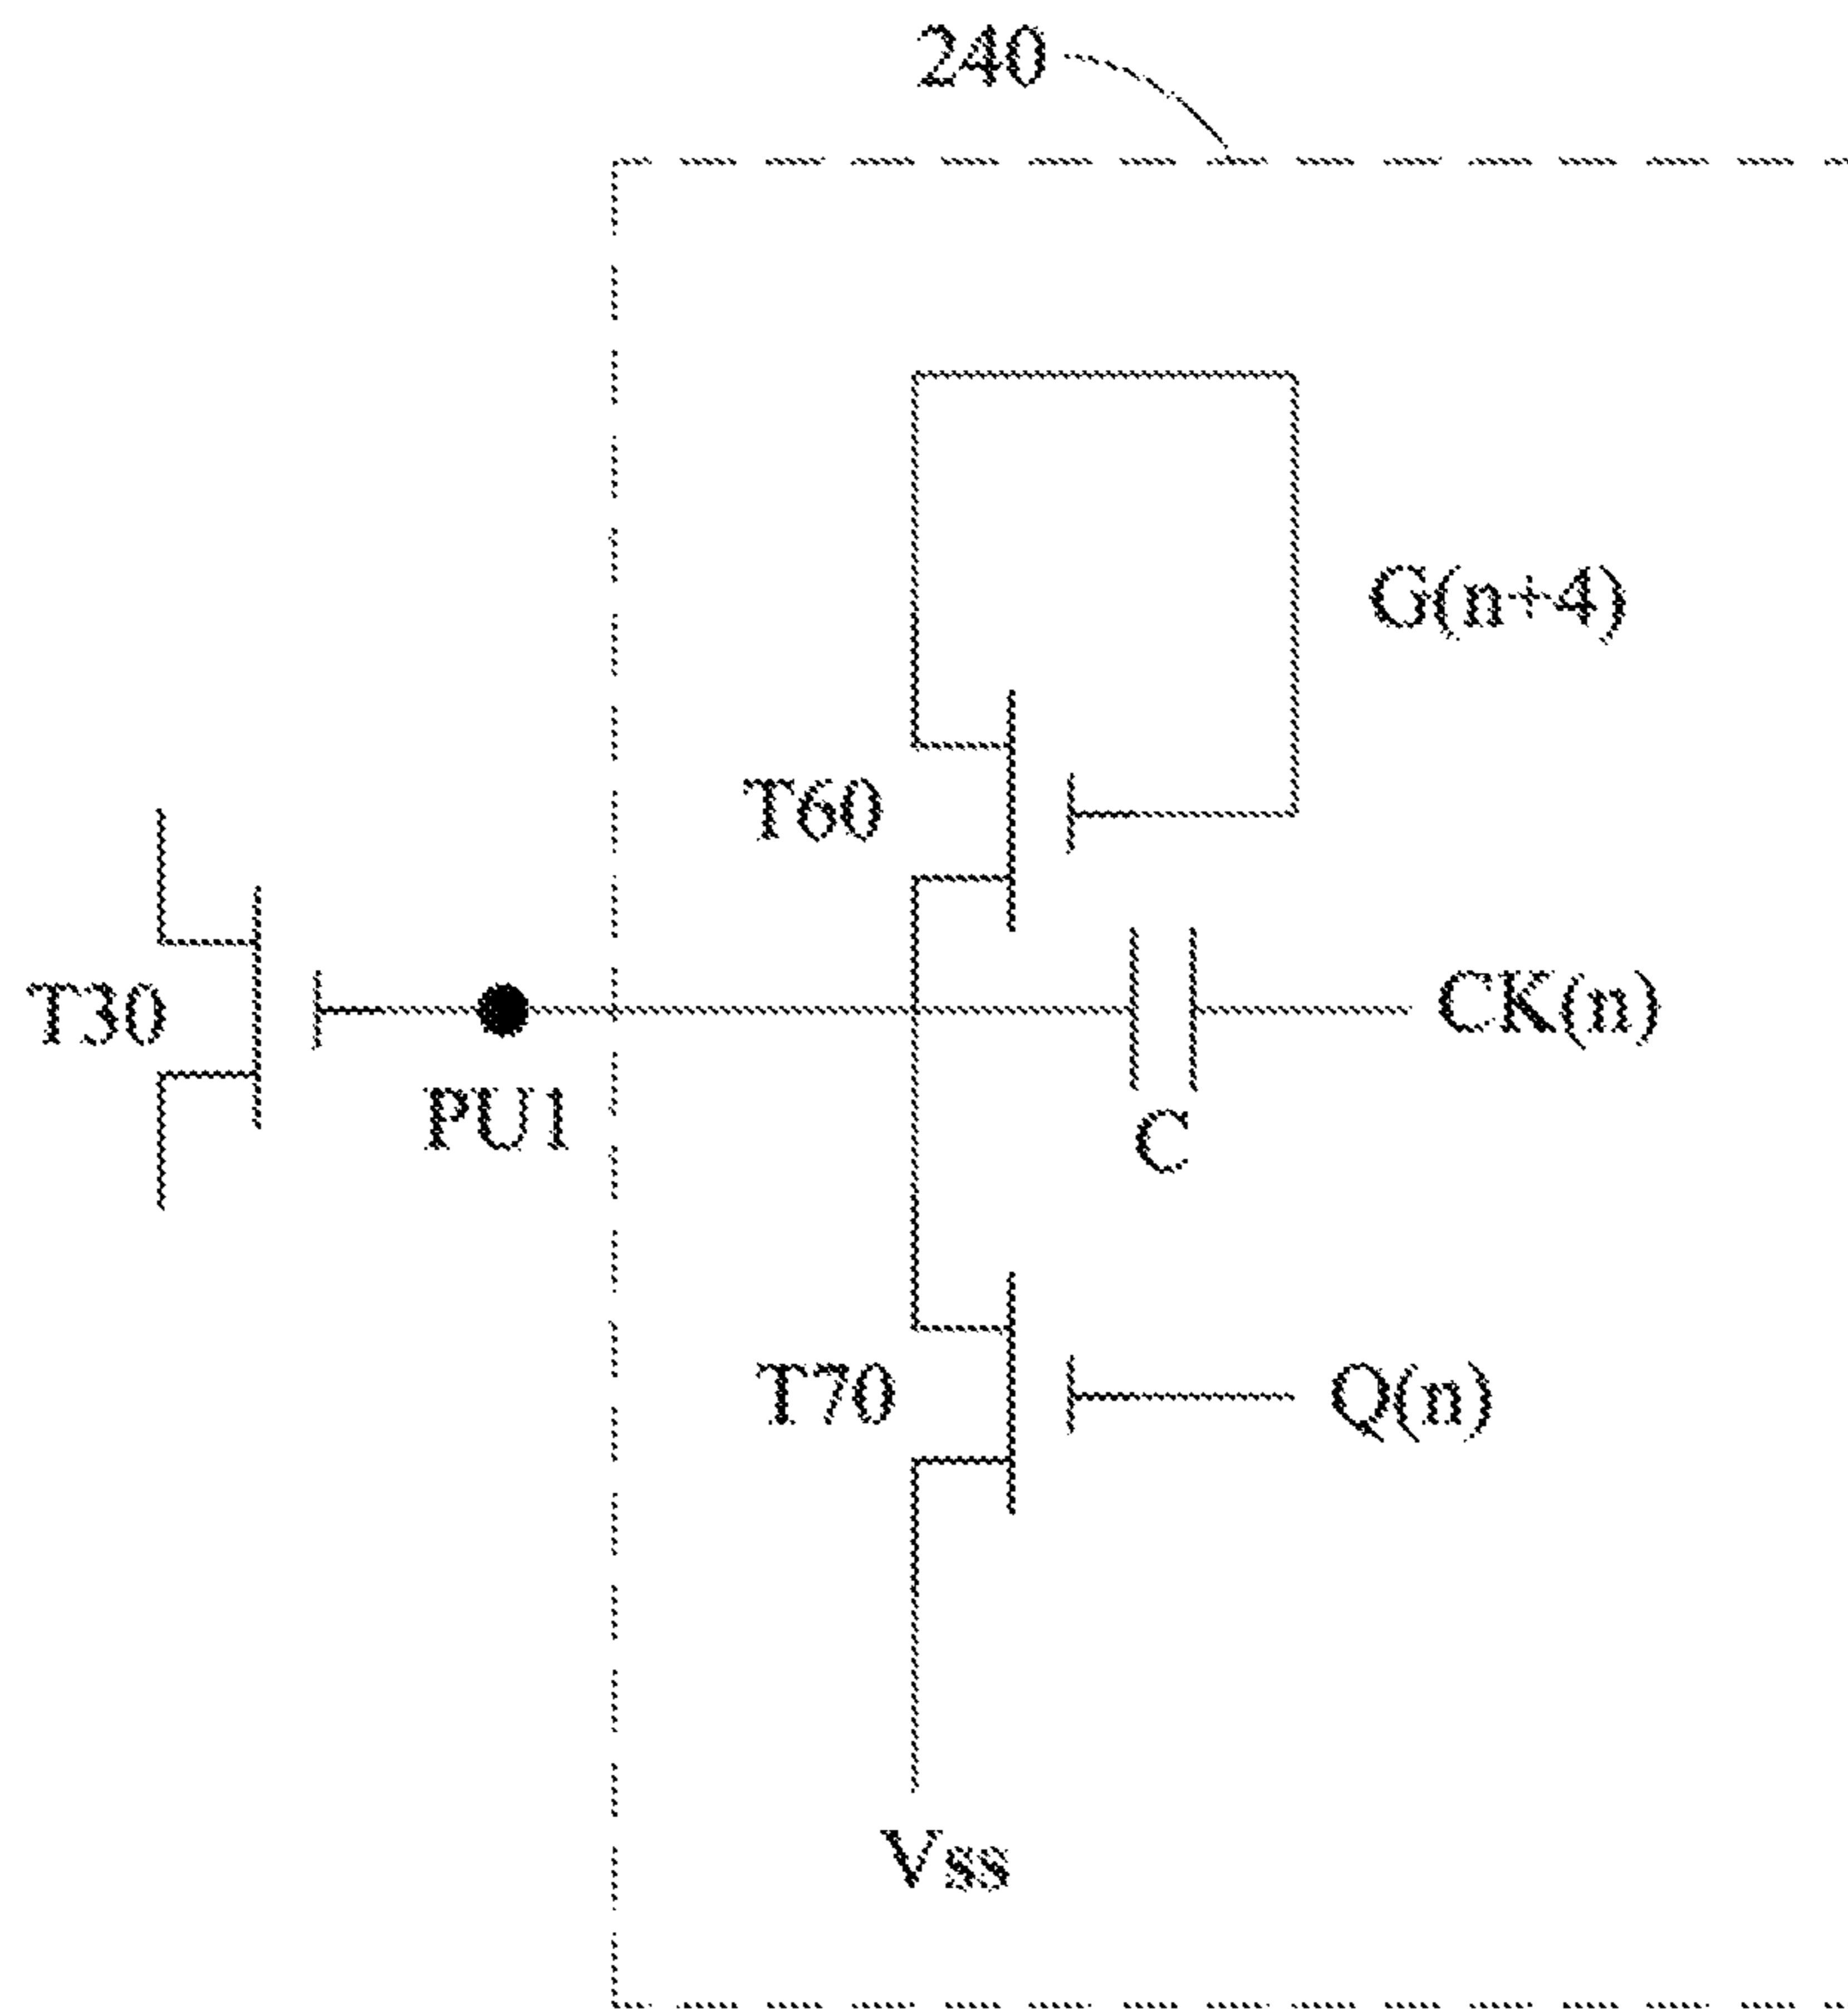 240
G(n+4)
T60
T30
CK(n)
PU1
C
T70
Q(n)
Vss